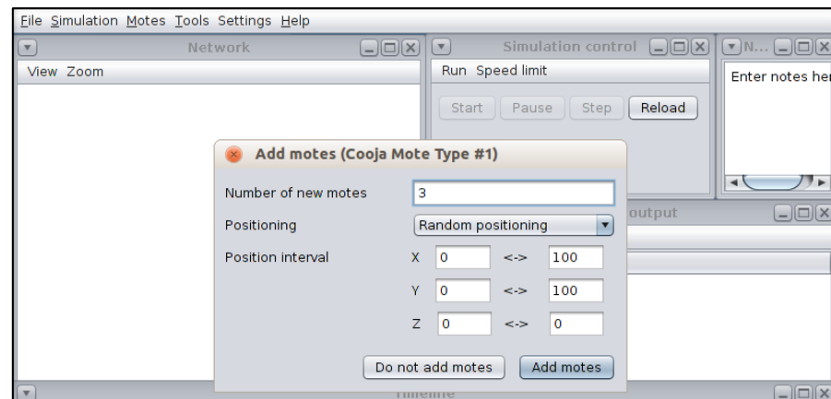 File Simulation Motes Tools Settings Help
Network
Simulation control
N...
View Zoom
Run Speed limit
Enter notes her
Start Pause Step Reload
Add motes (Cooja Mote Type #1)
Number of new motes 3
output
Positioning Random positioning
Position interval X 0 <-> 100
Y 0 <-> 100
Z 0 <-> 0
Do not add motes Add motes
Timeline